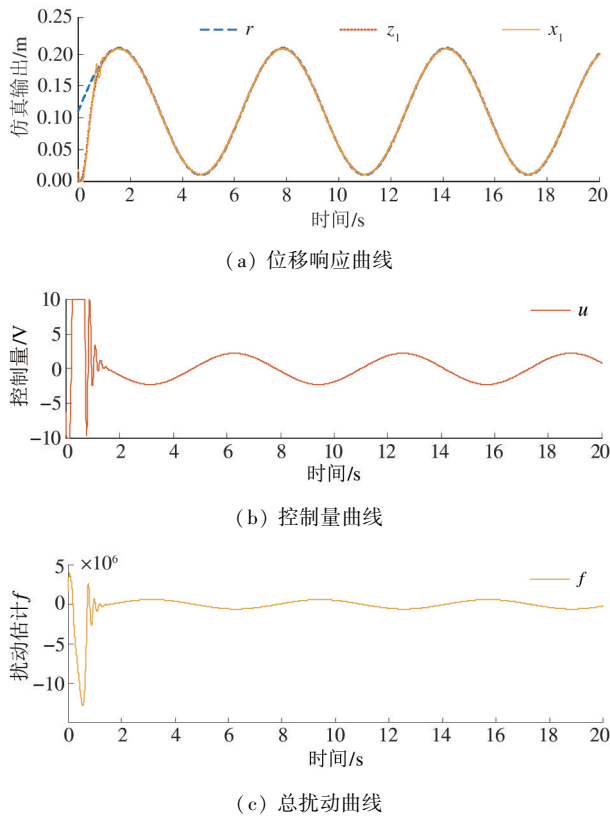 0.25
0.20
0.15
0.10
0.05
0.00
仿真输出/m
r
z₁
x₁
0 2 4 6 8 10 12 14 16 18 20
时间/s
(a) 位移响应曲线
10
5
0
−5
−10
控制量/V
u
0 2 4 6 8 10 12 14 16 18 20
时间/s
(b) 控制量曲线
×10⁶
5
0
−5
−10
扰动估计f
f
0 2 4 6 8 10 12 14 16 18 20
时间/s
(c) 总扰动曲线